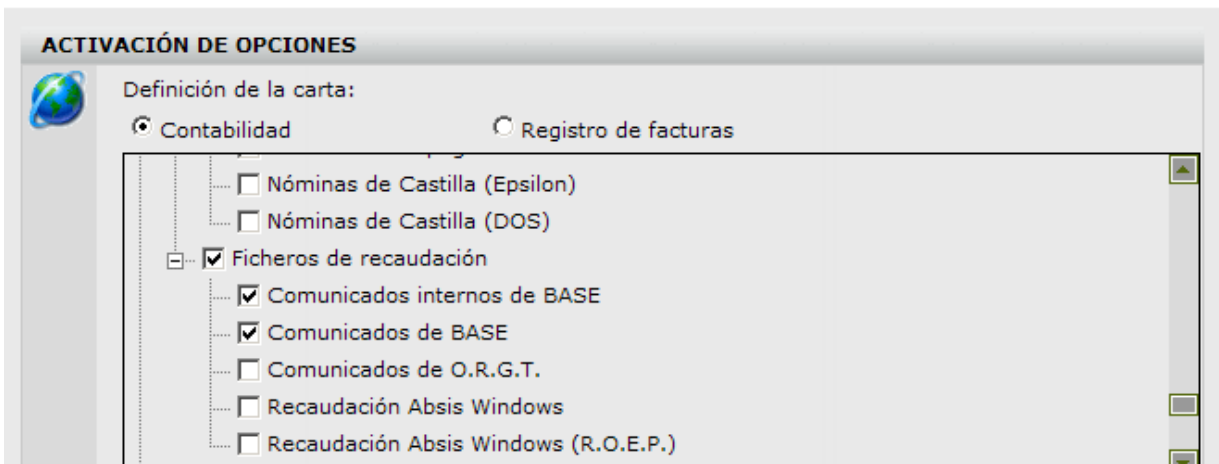 ACTIVACIÓN DE OPCIONES
Definición de la carta:
Contabilidad Registro de facturas
Nóminas de Castilla (Epsilon)
Nóminas de Castilla (DOS)
Ficheros de recaudación
Comunicados internos de BASE
Comunicados de BASE
Comunicados de O.R.G.T.
Recaudación Absis Windows
Recaudación Absis Windows (R.O.E.P.)